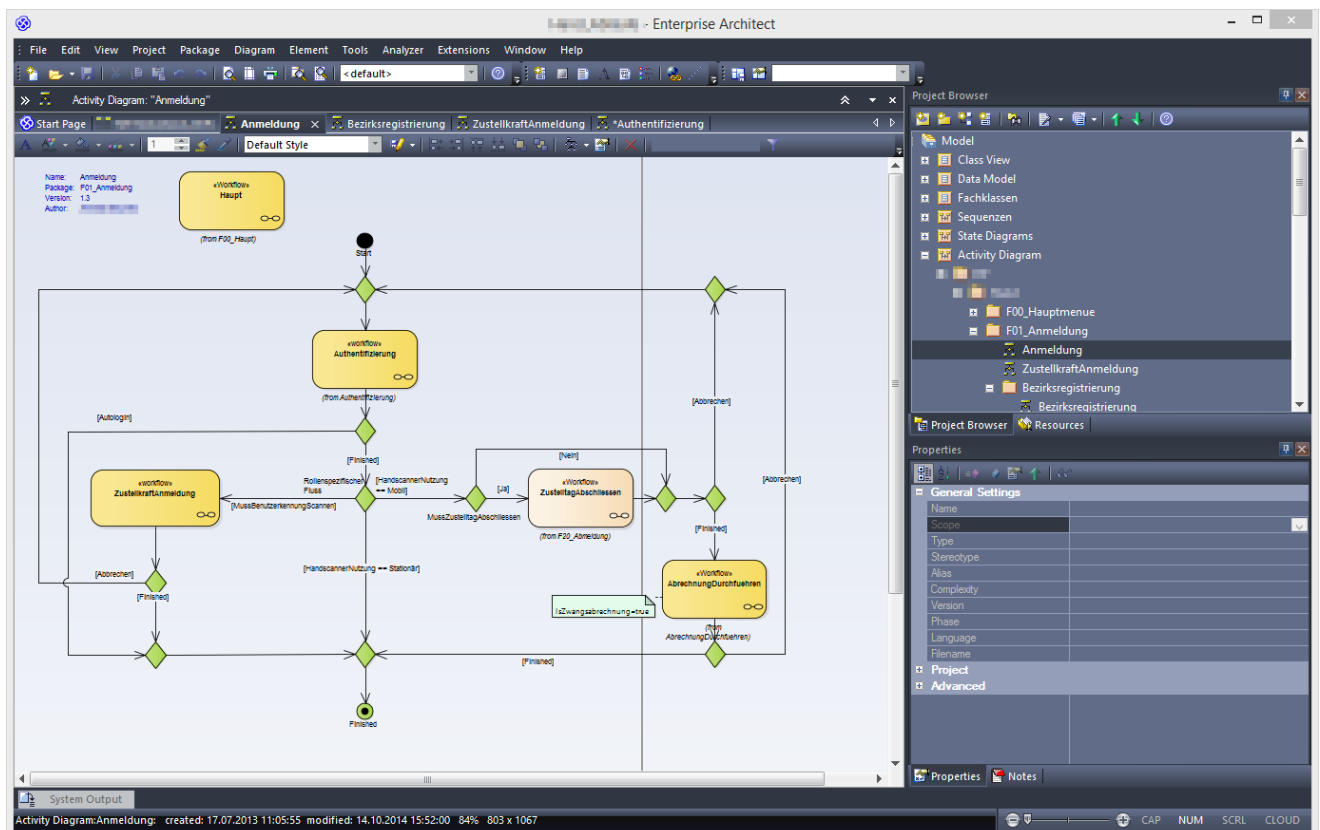 - Enterprise Architect
File Edit View Project Package Diagram Element Tools Analyzer Extensions Window Help
<default>
Activity Diagram: "Anmeldung"
Start Page
Anmeldung
Bezirksregistrierung
ZustellkraftAnmeldung
*Authentifizierung
1
Default Style
Name: Anmeldung
Package: F01_Anmeldung
Version: 1.3
Author:
«Workflow»
Haupt
(from F00_Haupt)
Start
«workflow»
Authentifizierung
(from Authentifizierung)
[Autologin]
[Abbrechen]
[Finished]
[Nein]
[Abbrechen]
«workflow»
ZustellkraftAnmeldung
Rollenspezifischer
Fluss
[HandscannerNutzung
== Mobil]
[MussBenutzerkennungScannen]
[Ja]
MussZustelltagAbschliessen
«Workflow»
ZustelltagAbschliessen
(from F20_Abmeldung)
[Finished]
[Abbrechen]
[Finished]
[HandscannerNutzung == Stationär]
«Workflow»
AbrechnungDurchfuehren
IsZwangsabrechnung=true
(from
AbrechnungDurchfuehren)
[Finished]
Finished
Project Browser
Model
Class View
Data Model
Fachklassen
Sequenzen
State Diagrams
Activity Diagram
F00_Hauptmenue
F01_Anmeldung
Anmeldung
ZustellkraftAnmeldung
Bezirksregistrierung
Bezirksregistrierung
Project Browser
Resources
Properties
General Settings
Name
Scope
Type
Stereotype
Alias
Complexity
Version
Phase
Language
Filename
Project
Advanced
Properties
Notes
System Output
Activity Diagram:Anmeldung: created: 17.07.2013 11:05:55 modified: 14.10.2014 15:52:00 84% 803 x 1067
CAP NUM SCRL CLOUD